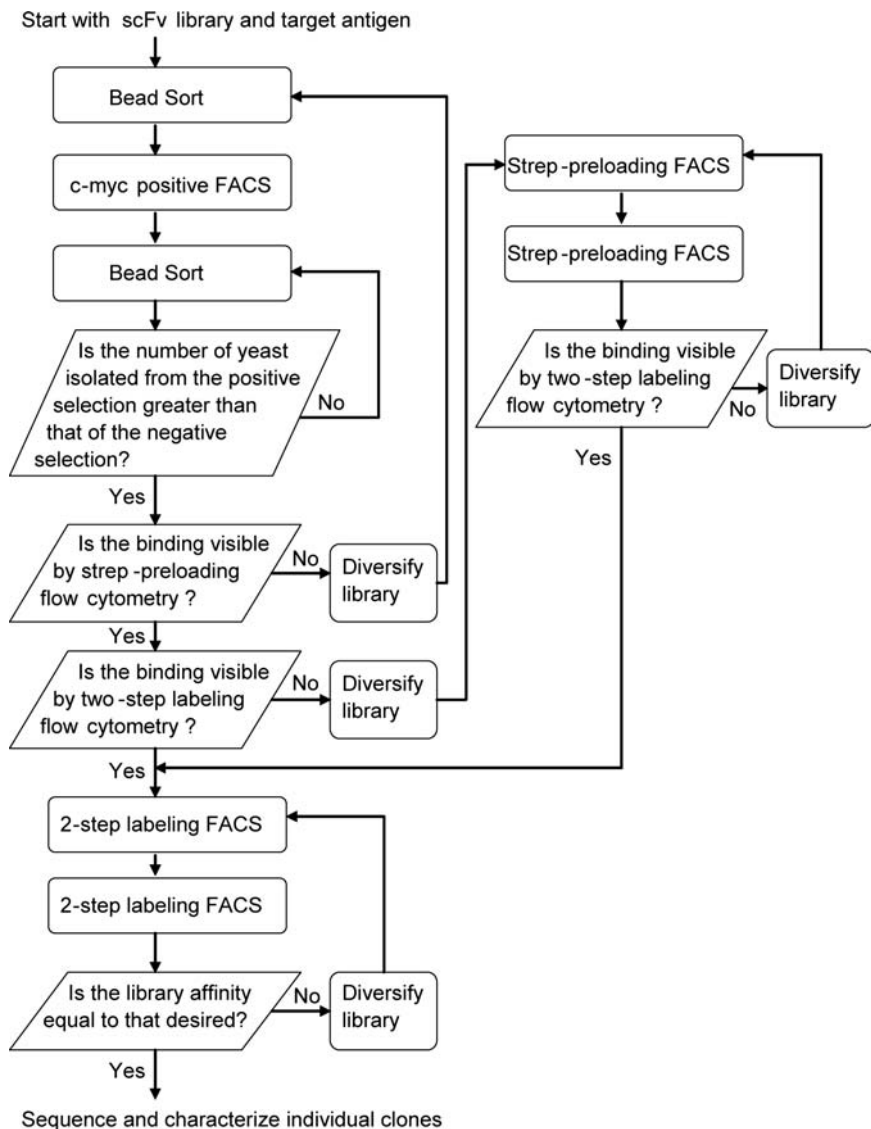 Start with scFv library and target antigen
Bead Sort
c-myc positive FACS
Bead Sort
Is the number of yeast
isolated from the positive
selection greater than
that of the negative
selection?
No
Yes
Is the binding visible
by strep-preloading
flow cytometry ?
No
Diversify
library
Yes
Is the binding visible
by two-step labeling
flow cytometry ?
No
Diversify
library
Yes
Strep-preloading FACS
Strep-preloading FACS
Is the binding visible
by two-step labeling
flow cytometry ?
No
Diversify
library
Yes
2-step labeling FACS
2-step labeling FACS
Is the library affinity
equal to that desired?
No
Diversify
library
Yes
Sequence and characterize individual clones